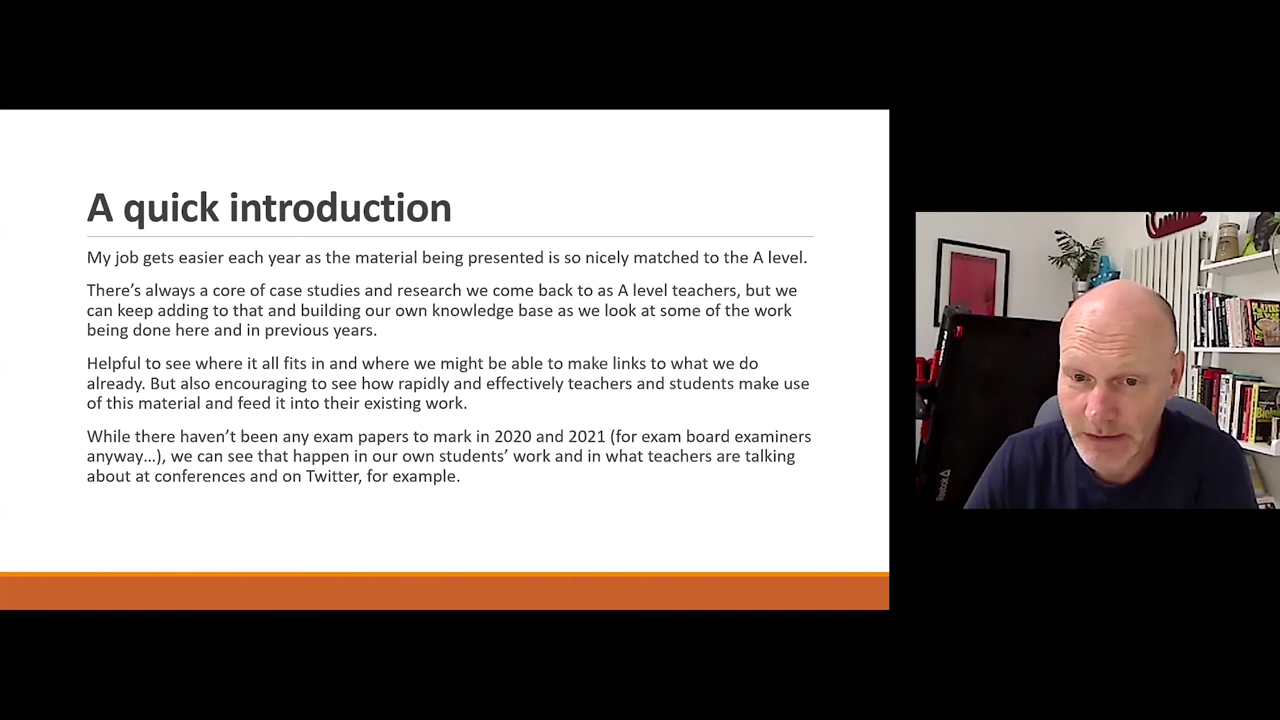 A quick introduction
My job gets easier each year as the material being presented is so nicely matched to the A level.
There’s always a core of case studies and research we come back to as A level teachers, but we
can keep adding to that and building our own knowledge base as we look at some of the work
being done here and in previous years.
Helpful to see where it all fits in and where we might be able to make links to what we do
already. But also encouraging to see how rapidly and effectively teachers and students make use
of this material and feed it into their existing work.
While there haven’t been any exam papers to mark in 2020 and 2021 (for exam board examiners
anyway…), we can see that happen in our own students’ work and in what teachers are talking
about at conferences and on Twitter, for example.
Reebok